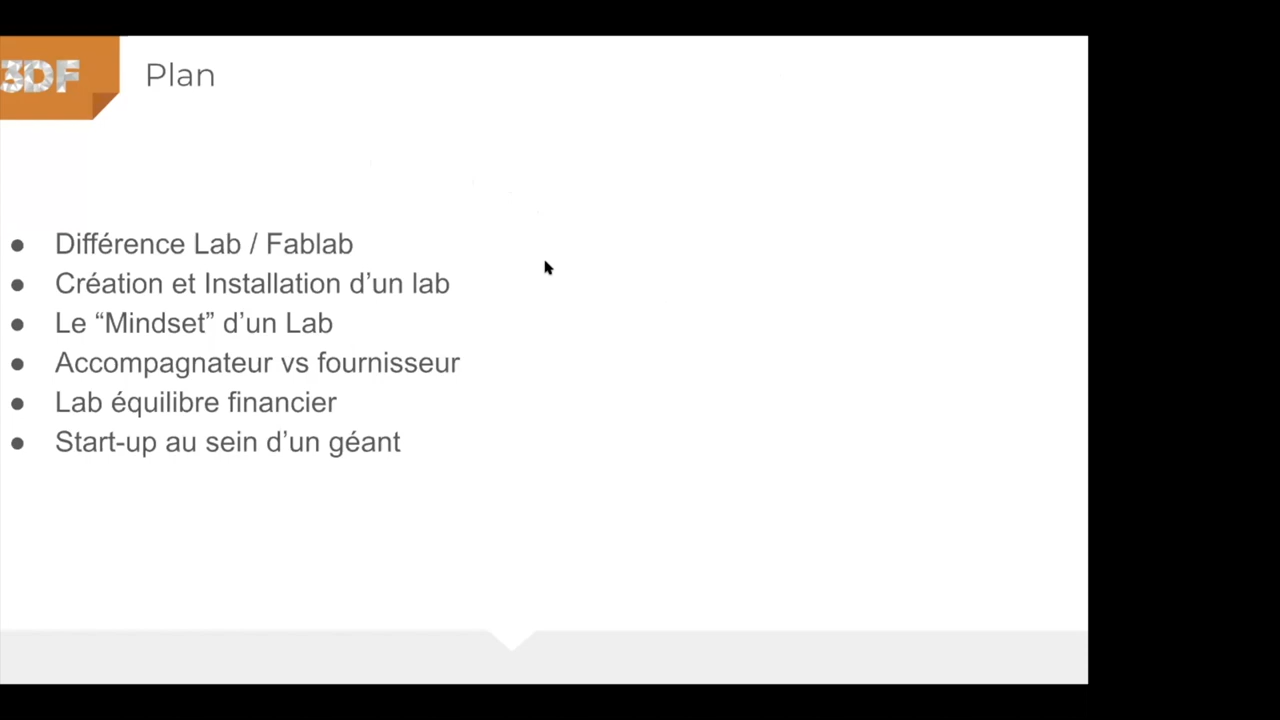 3DF
Plan
● Différence Lab / Fablab
● Création et Installation d’un lab
● Le “Mindset” d’un Lab
● Accompagnateur vs fournisseur
● Lab équilibre financier
● Start-up au sein d’un géant